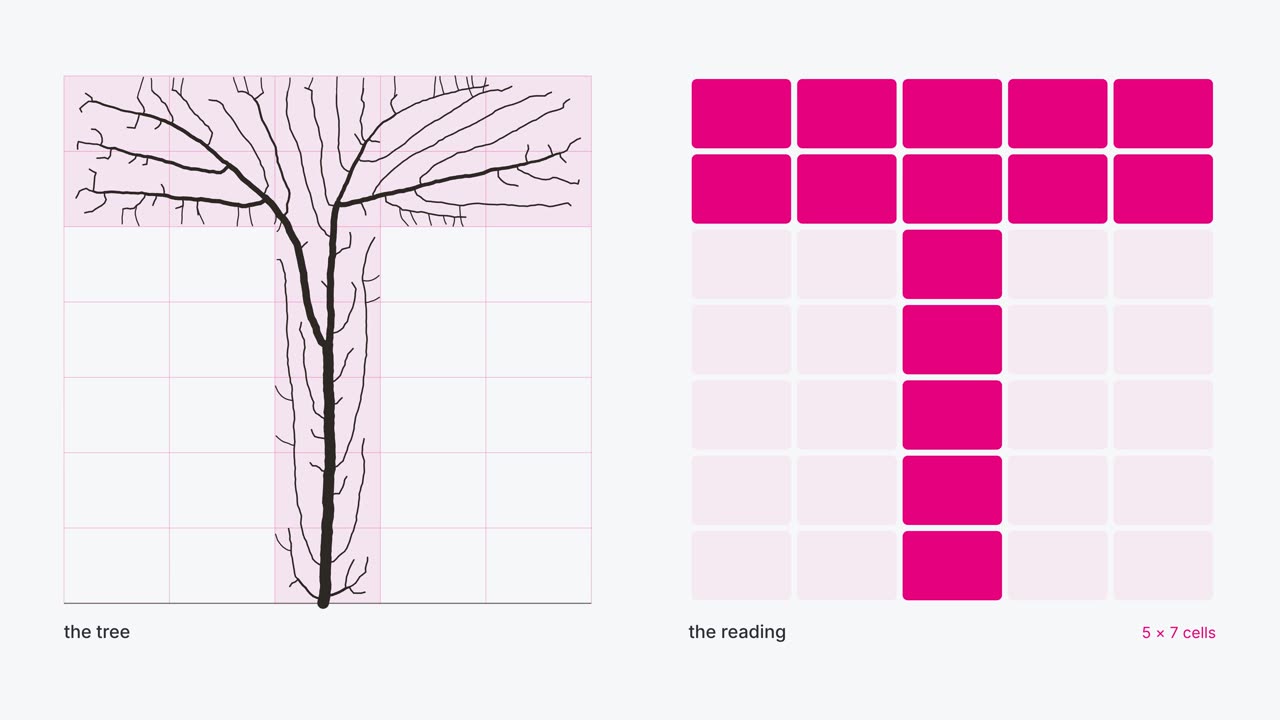 the tree
the reading
5 × 7 cells